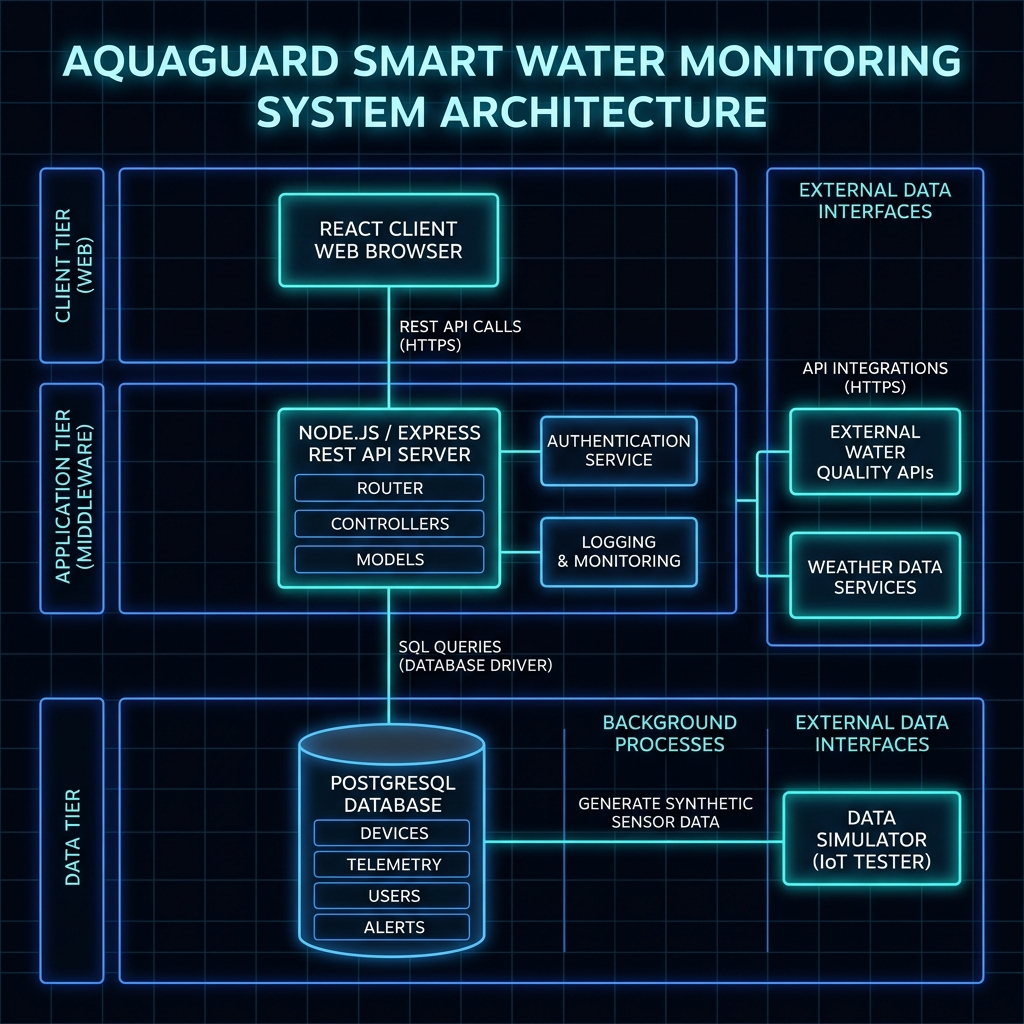 AQUAGUARD SMART WATER MONITORING
SYSTEM ARCHITECTURE
CLIENT TIER
(WEB)
REACT CLIENT
WEB BROWSER
REST API CALLS
(HTTPS)
EXTERNAL DATA
INTERFACES
APPLICATION TIER
(MIDDLEWARE)
NODE.JS / EXPRESS
REST API SERVER
ROUTER
CONTROLLERS
MODELS
AUTHENTICATION
SERVICE
LOGGING
& MONITORING
API INTEGRATIONS
(HTTPS)
EXTERNAL
WATER
QUALITY APIs
WEATHER DATA
SERVICES
SQL QUERIES
(DATABASE DRIVER)
DATA TIER
POSTGRESQL
DATABASE
DEVICES
TELEMETRY
USERS
ALERTS
BACKGROUND
PROCESSES
GENERATE SYNTHETIC
SENSOR DATA
EXTERNAL DATA
INTERFACES
DATA
SIMULATOR
(IoT TESTER)